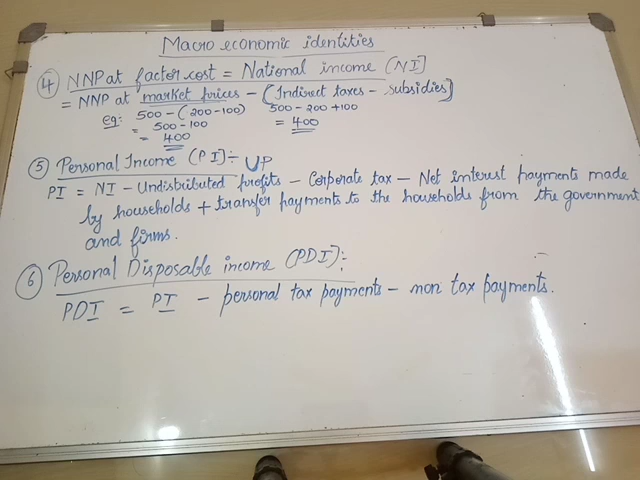 Macro economic identities
④ NNP at factor cost = National income (NI)
= NNP at market prices - (Indirect taxes - subsidies)
eg: 500 - (200-100) 500 - 200 + 100
= 500 - 100 = 400
= 400
⑤ Personal Income (PI) ÷ UP
PI = NI - Undistributed profits - Corporate tax - Net interest payments made
by households + transfer payments to the households from the government
and firms.
⑥ Personal Disposable income (PDI) :
PDI = PI - personal tax payments - non tax payments.